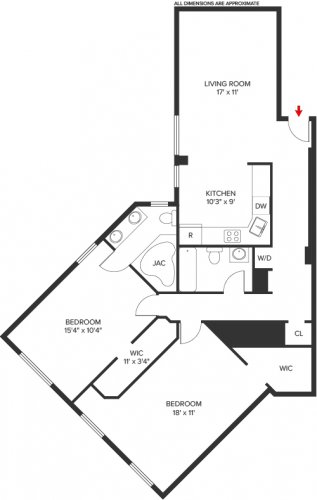 ALL DIMENSIONS ARE APPROXIMATE
LIVING ROOM
17' x 11'
KITCHEN
10'3" x 9'
DW
R
W/D
JAC
BEDROOM
15'4" x 10'4"
WIC
11' x 3'4"
CL
WIC
BEDROOM
18' x 11'